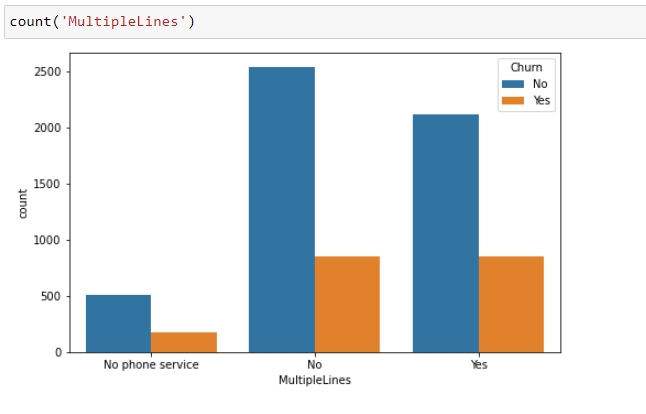 count('MultipleLines')
Churn
No
Yes
2500
2000
1500
1000
500
0
count
No phone service No Yes
MultipleLines